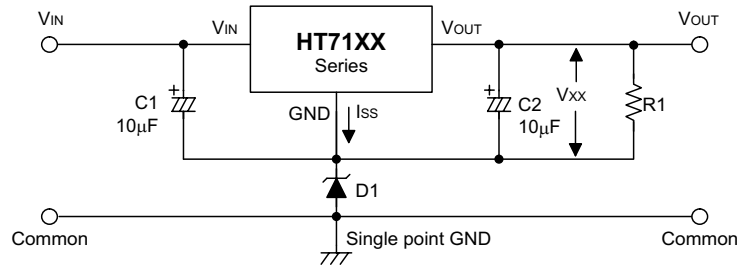 VIN
VIN
HT71XX
Series
VOUT
VOUT
C1
10μF
GND
ISS
C2
10μF
VXX
R1
D1
Common
Single point GND
Common